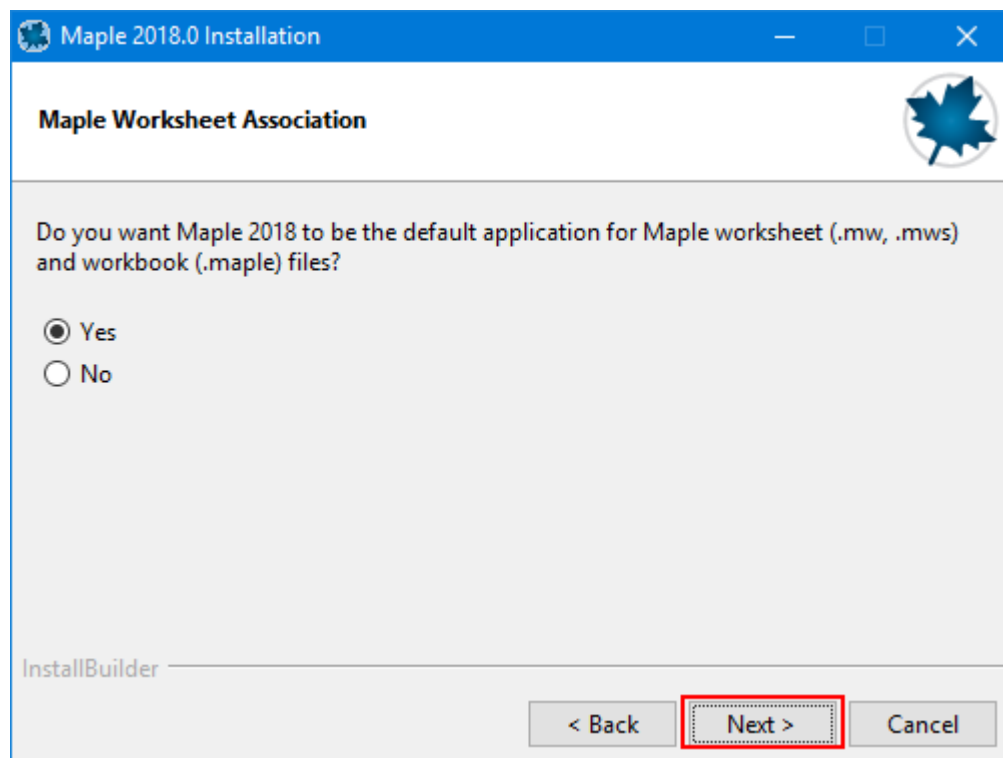 Maple 2018.0 Installation
Maple Worksheet Association
Do you want Maple 2018 to be the default application for Maple worksheet (.mw, .mws)
and workbook (.maple) files?
Yes
No
InstallBuilder
< Back
Next >
Cancel